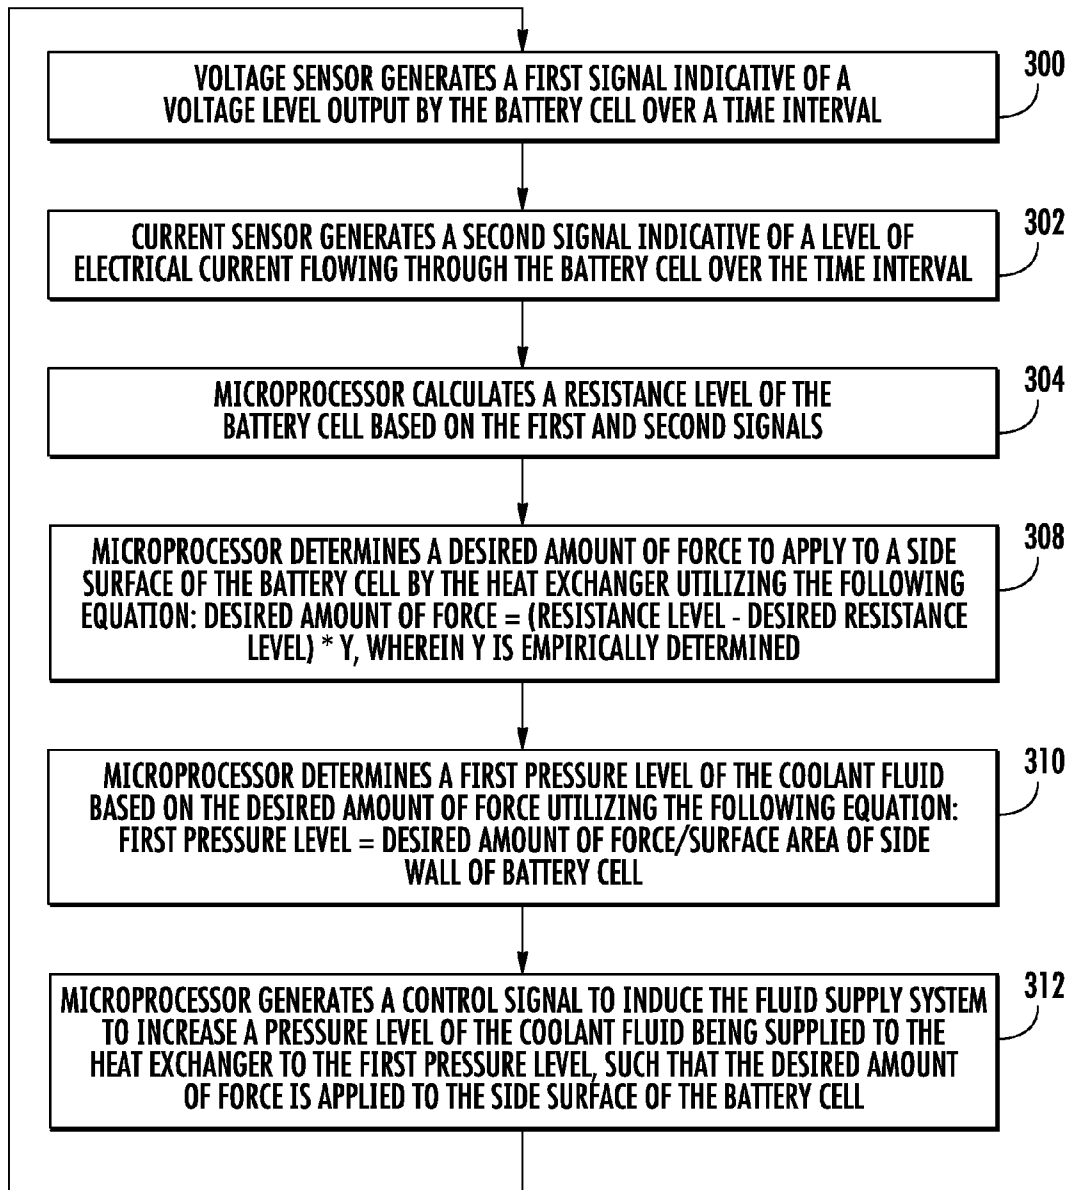 VOLTAGE SENSOR GENERATES A FIRST SIGNAL INDICATIVE OF A
VOLTAGE LEVEL OUTPUT BY THE BATTERY CELL OVER A TIME INTERVAL
300
CURRENT SENSOR GENERATES A SECOND SIGNAL INDICATIVE OF A LEVEL OF
ELECTRICAL CURRENT FLOWING THROUGH THE BATTERY CELL OVER THE TIME INTERVAL
302
MICROPROCESSOR CALCULATES A RESISTANCE LEVEL OF THE
BATTERY CELL BASED ON THE FIRST AND SECOND SIGNALS
304
MICROPROCESSOR DETERMINES A DESIRED AMOUNT OF FORCE TO APPLY TO A SIDE
SURFACE OF THE BATTERY CELL BY THE HEAT EXCHANGER UTILIZING THE FOLLOWING
EQUATION: DESIRED AMOUNT OF FORCE = (RESISTANCE LEVEL - DESIRED RESISTANCE
LEVEL) * Y, WHEREIN Y IS EMPIRICALLY DETERMINED
308
MICROPROCESSOR DETERMINES A FIRST PRESSURE LEVEL OF THE COOLANT FLUID
BASED ON THE DESIRED AMOUNT OF FORCE UTILIZING THE FOLLOWING EQUATION:
FIRST PRESSURE LEVEL = DESIRED AMOUNT OF FORCE/SURFACE AREA OF SIDE
WALL OF BATTERY CELL
310
MICROPROCESSOR GENERATES A CONTROL SIGNAL TO INDUCE THE FLUID SUPPLY SYSTEM
TO INCREASE A PRESSURE LEVEL OF THE COOLANT FLUID BEING SUPPLIED TO THE
HEAT EXCHANGER TO THE FIRST PRESSURE LEVEL, SUCH THAT THE DESIRED AMOUNT
OF FORCE IS APPLIED TO THE SIDE SURFACE OF THE BATTERY CELL
312